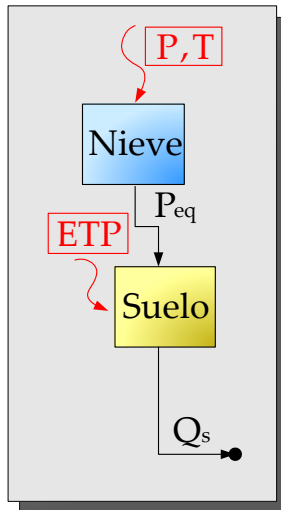 P,T
Nieve
Peq
ETP
Suelo
Qs